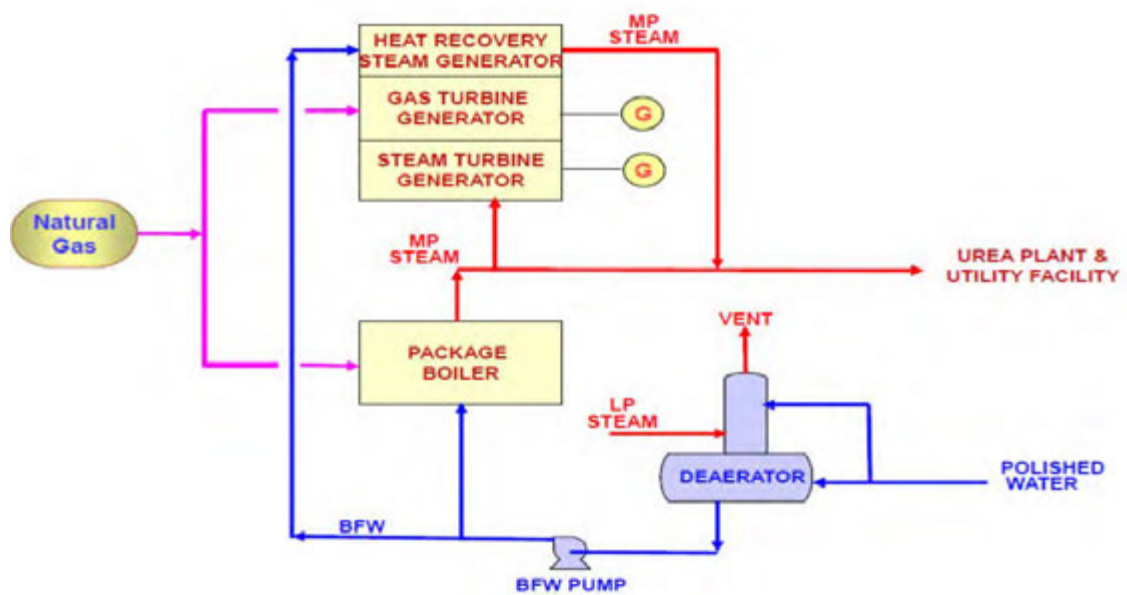 MP
STEAM
HEAT RECOVERY
STEAM GENERATOR
GAS TURBINE
GENERATOR
G
STEAM TURBINE
GENERATOR
G
Natural
Gas
MP
STEAM
UREA PLANT &
UTILITY FACILITY
VENT
PACKAGE
BOILER
LP
STEAM
DEAERATOR
POLISHED
WATER
BFW
BFW PUMP